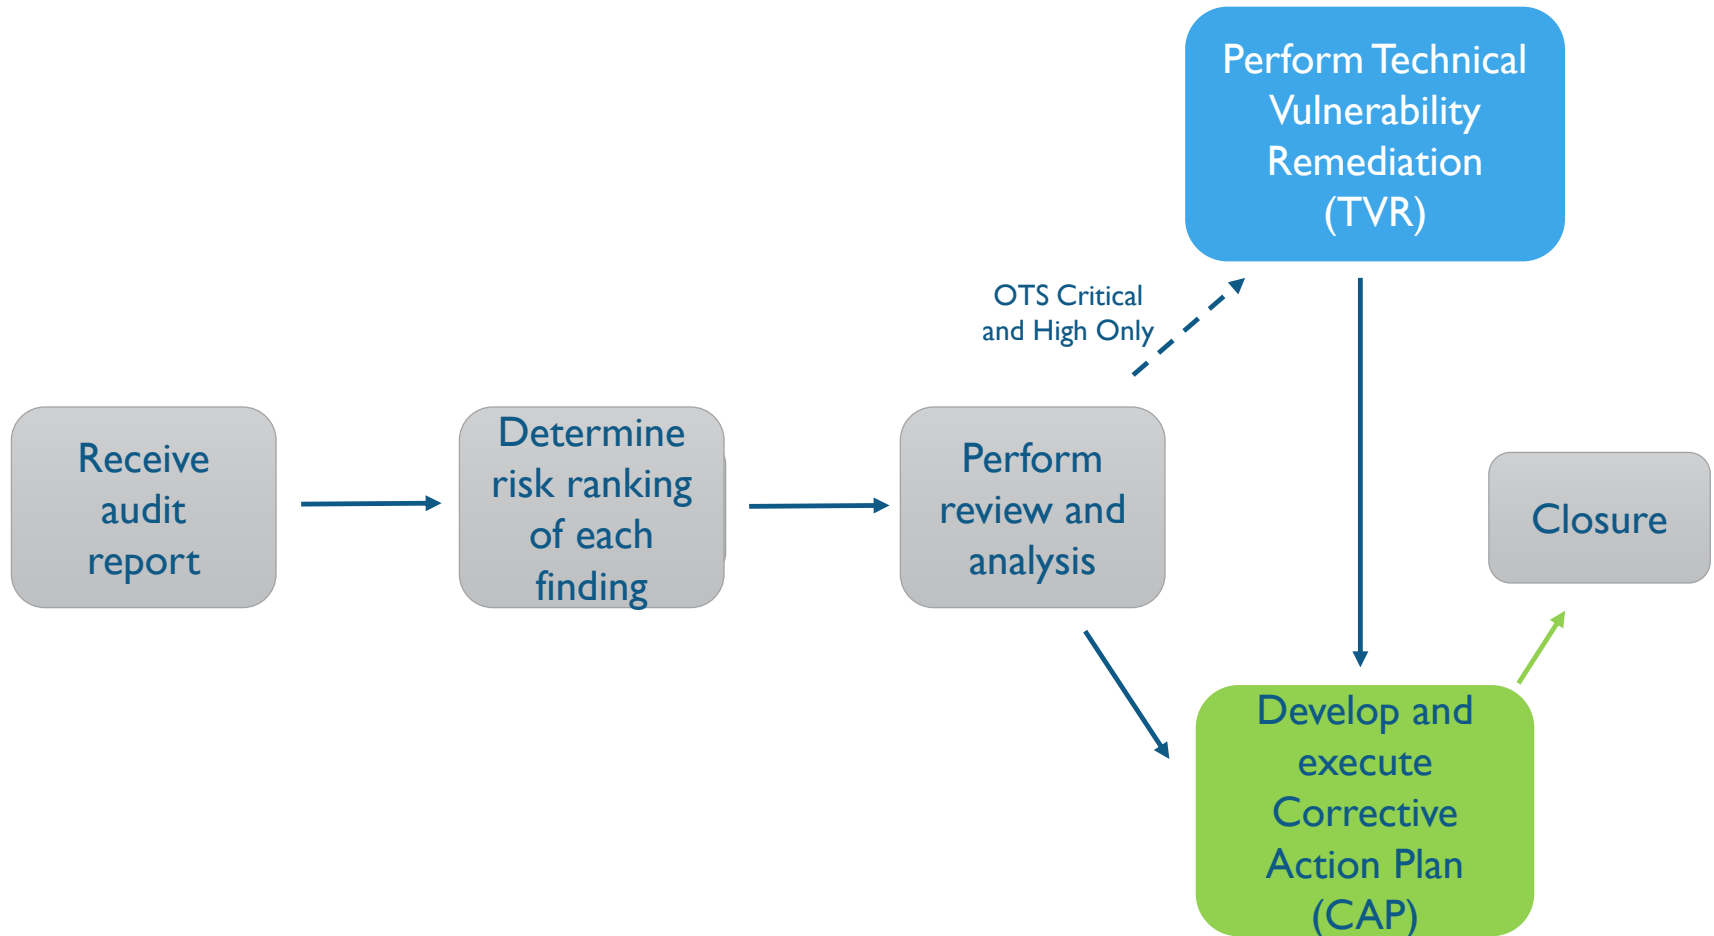 Perform Technical
Vulnerability
Remediation
(TVR)
OTS Critical
and High Only
Receive
audit
report
Determine
risk ranking
of each
finding
Perform
review and
analysis
Closure
Develop and
execute
Corrective
Action Plan
(CAP)